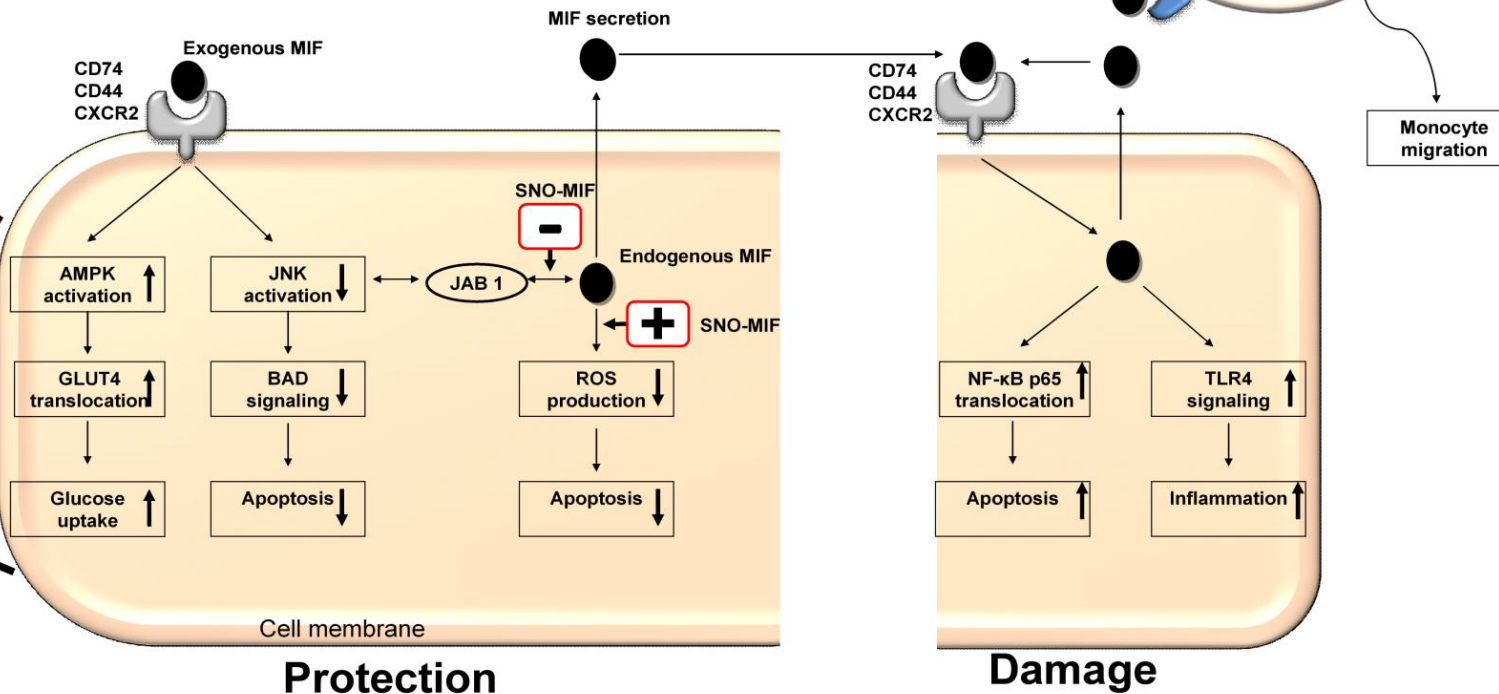 MIF secretion
Exogenous MIF
CD74
CD44
CXCR2
CD74
CD44
CXCR2
Monocyte
migration
SNO-MIF
-
Endogenous MIF
AMPK
activation
JNK
activation
JAB 1
+
SNO-MIF
GLUT4
translocation
BAD
signaling
ROS
production
NF-κB p65
translocation
TLR4
signaling
Glucose
uptake
Apoptosis
Apoptosis
Apoptosis
Inflammation
Cell membrane
Protection
Damage